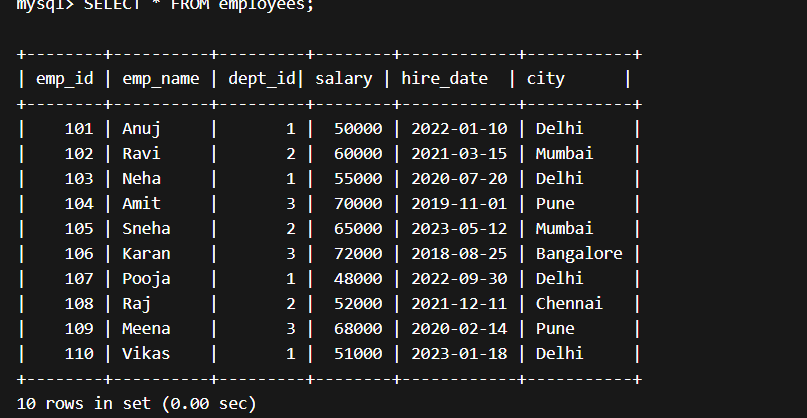 mysql> SELECT * FROM employees;
+--------+----------+---------+--------+------------+-----------+
| emp_id | emp_name | dept_id| salary | hire_date  | city      |
+--------+----------+---------+--------+------------+-----------+
|    101 | Anuj     |       1 |  50000 | 2022-01-10 | Delhi     |
|    102 | Ravi     |       2 |  60000 | 2021-03-15 | Mumbai    |
|    103 | Neha     |       1 |  55000 | 2020-07-20 | Delhi     |
|    104 | Amit     |       3 |  70000 | 2019-11-01 | Pune      |
|    105 | Sneha    |       2 |  65000 | 2023-05-12 | Mumbai    |
|    106 | Karan    |       3 |  72000 | 2018-08-25 | Bangalore |
|    107 | Pooja    |       1 |  48000 | 2022-09-30 | Delhi     |
|    108 | Raj      |       2 |  52000 | 2021-12-11 | Chennai   |
|    109 | Meena    |       3 |  68000 | 2020-02-14 | Pune      |
|    110 | Vikas    |       1 |  51000 | 2023-01-18 | Delhi     |
+--------+----------+---------+--------+------------+-----------+
10 rows in set (0.00 sec)